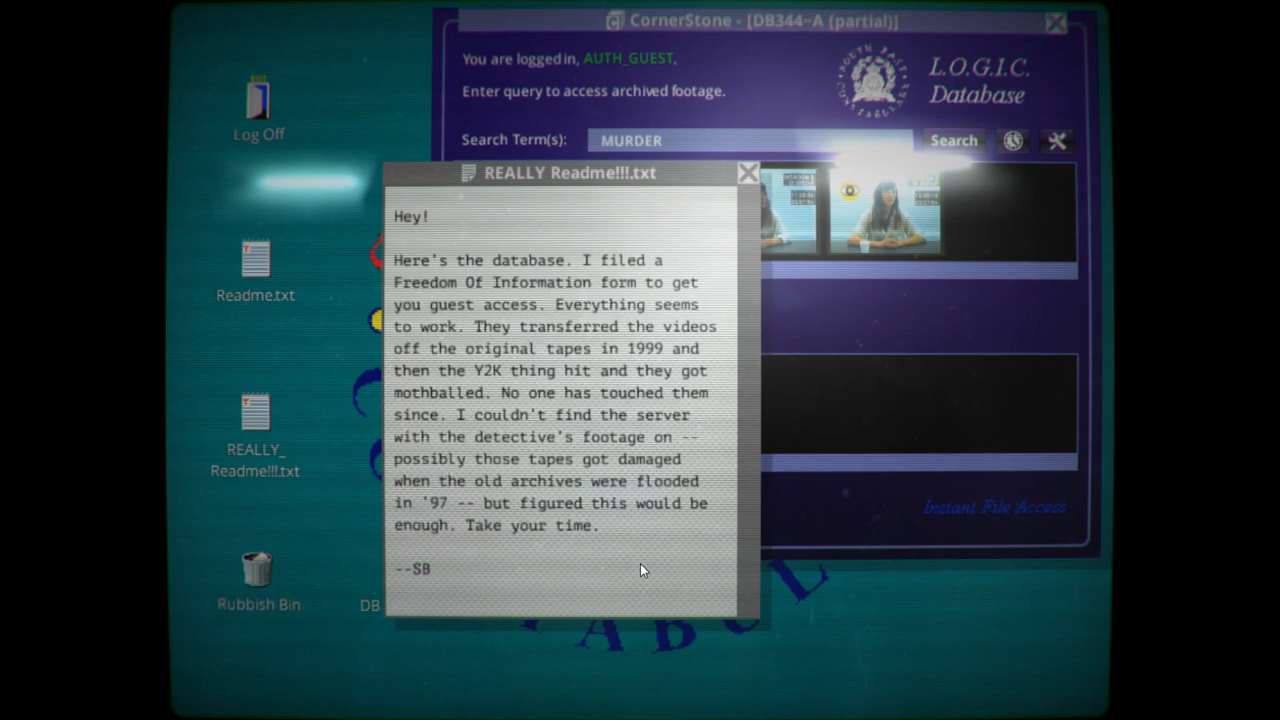 CornerStone - [DB344~A (partial)]
You are logged in, AUTH_GUEST.
Enter query to access archived footage.
L.O.G.I.C.
Database
Search Term(s):
MURDER
Search
Log Off
Readme.txt
REALLY_
Readme!!!.txt
Rubbish Bin
DB
REALLY Readme!!!.txt
Hey!
Here's the database. I filed a
Freedom Of Information form to get
you guest access. Everything seems
to work. They transferred the videos
off the original tapes in 1999 and
then the Y2K thing hit and they got
mothballed. No one has touched them
since. I couldn't find the server
with the detective's footage on --
possibly those tapes got damaged
when the old archives were flooded
in '97 -- but figured this would be
enough. Take your time.
--SB
Instant File Access